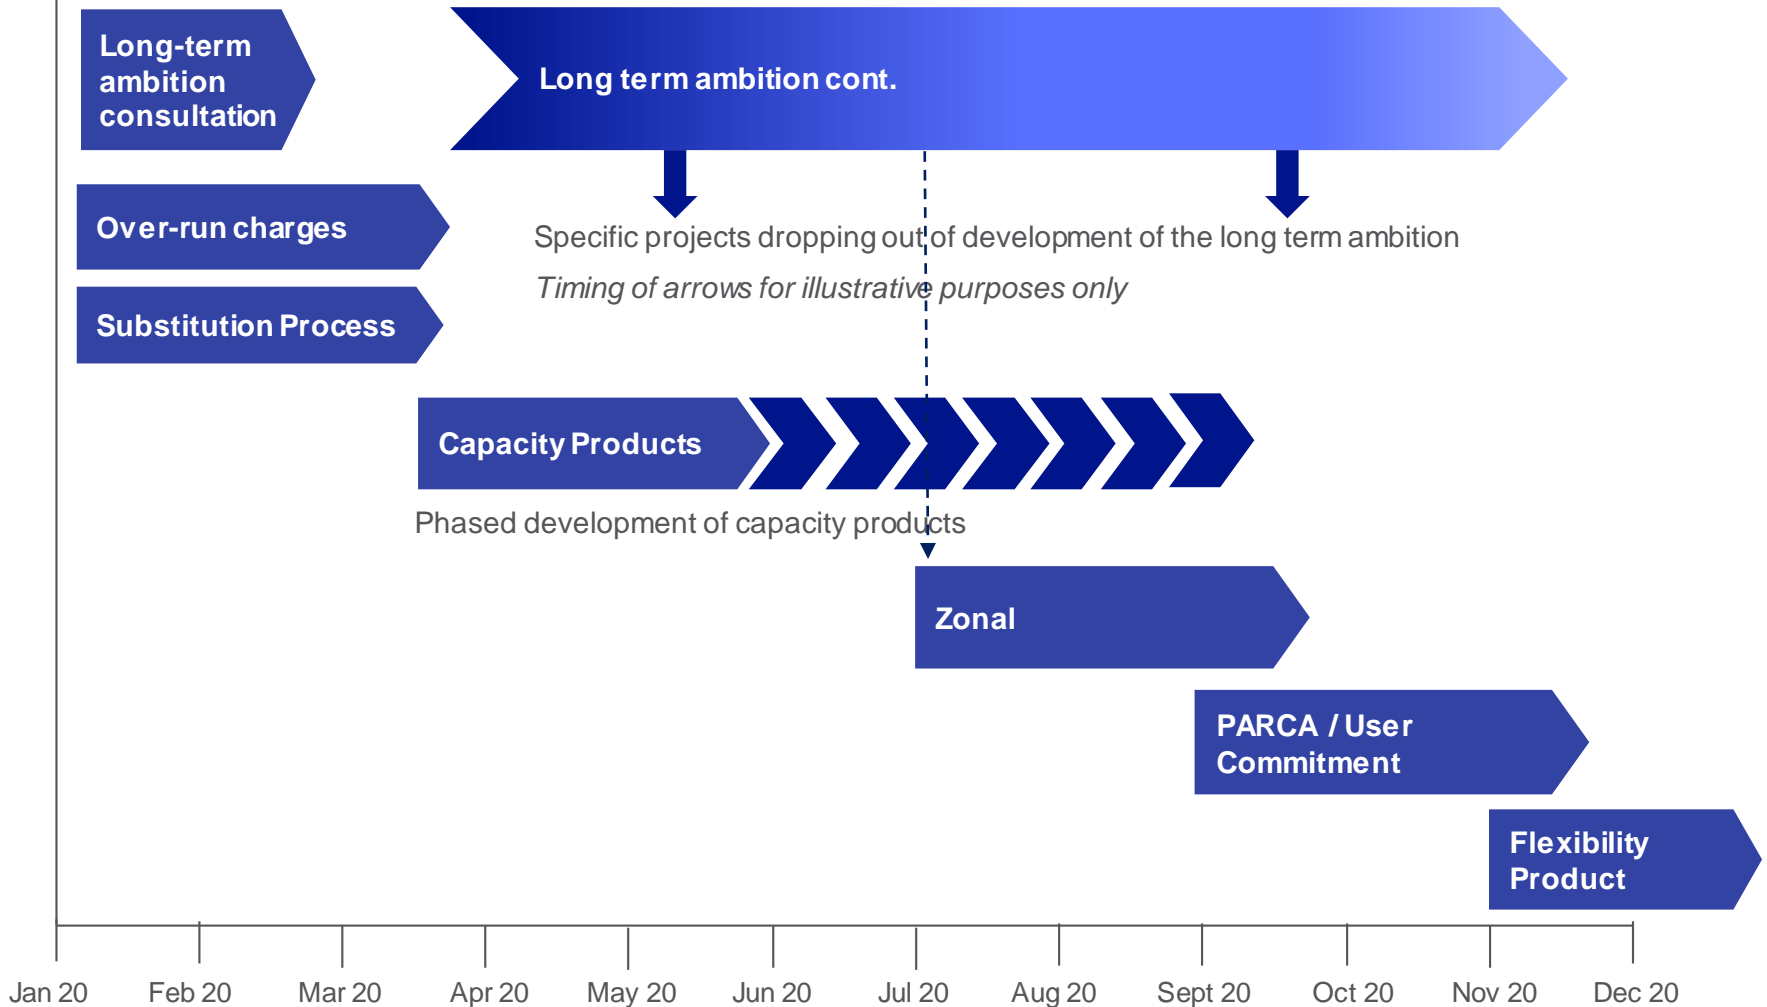 Long-term
ambition
consultation
Long term ambition cont.
Over-run charges
Specific projects dropping out of development of the long term ambition
Timing of arrows for illustrative purposes only
Substitution Process
Capacity Products
Phased development of capacity products
Zonal
PARCA / User
Commitment
Flexibility
Product
Jan 20 Feb 20 Mar 20 Apr 20 May 20 Jun 20 Jul 20 Aug 20 Sept 20 Oct 20 Nov 20 Dec 20